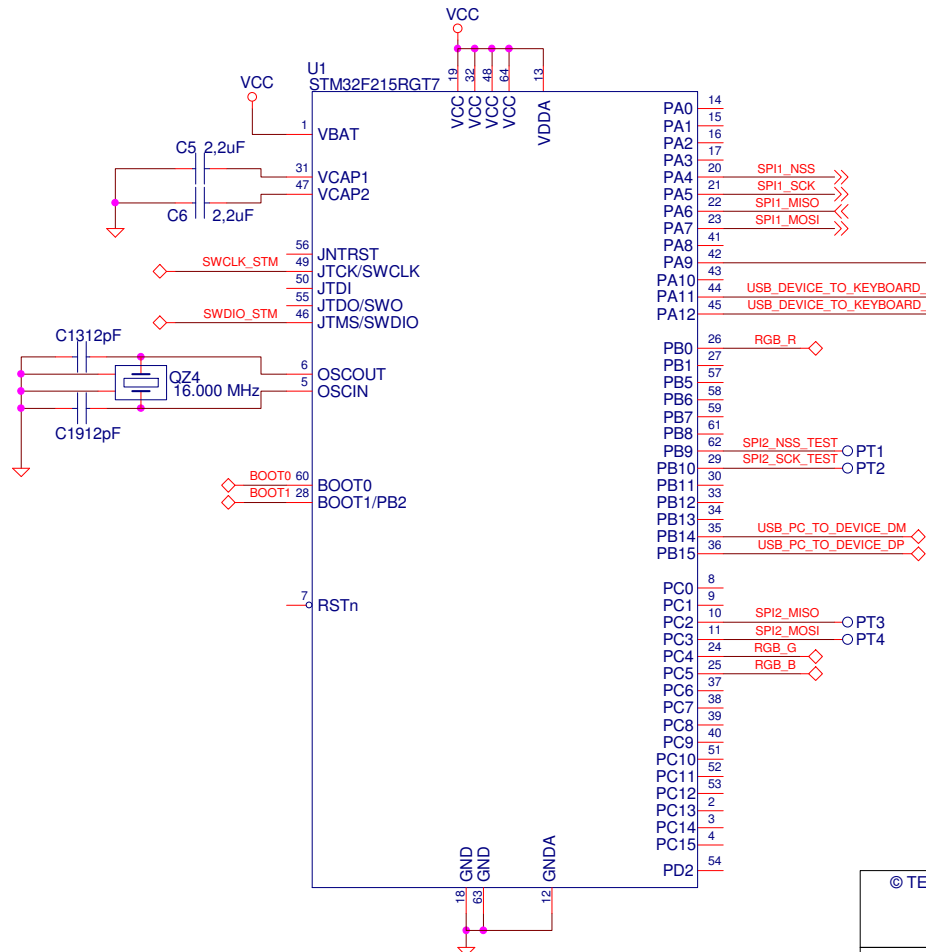 VCC
U1
STM32F215RGT7
VCC
19 32 48 64 13
VCC VCC VCC VCC VDDA
1 VBAT
C5 2,2uF
31 VCAP1
47 VCAP2
C6 2,2uF
56 JNTRST
SWCLK_STM 49 JTCK/SWCLK
50 JTDI
55 JTDO/SWO
SWDIO_STM 46 JTMS/SWDIO
C1312pF
6 OSCOUT
QZ4
5 OSCIN
16.000 MHz
C1912pF
BOOT0 60 BOOT0
BOOT1 28 BOOT1/PB2
7 RSTn
PA0 14
PA1 15
PA2 16
PA3 17
PA4 20 SPI1_NSS
PA5 21 SPI1_SCK
PA6 22 SPI1_MISO
PA7 23 SPI1_MOSI
PA8 41
PA9 42
PA10 43
PA11 44 USB_DEVICE_TO_KEYBOARD_
PA12 45 USB_DEVICE_TO_KEYBOARD_
PB0 26 RGB_R
PB1 27
PB5 57
PB6 58
PB7 59
PB8 61
PB9 62 SPI2_NSS_TEST PT1
PB10 29 SPI2_SCK_TEST PT2
PB11 30
PB12 33
PB13 34
PB14 35 USB_PC_TO_DEVICE_DM
PB15 36 USB_PC_TO_DEVICE_DP
PC0 8
PC1 9
PC2 10 SPI2_MISO PT3
PC3 11 SPI2_MOSI PT4
PC4 24 RGB_G
PC5 25 RGB_B
PC6 37
PC7 38
PC8 39
PC9 40
PC10 51
PC11 52
PC12 53
PC13 2
PC14 3
PC15 4
PD2 54
GND GND GNDA
18 63 12
© TE